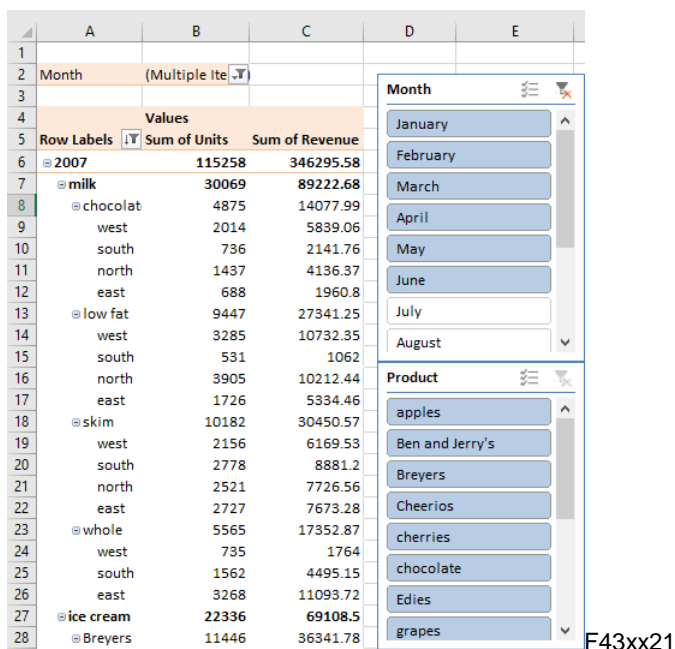 A B C D E
1
2 Month (Multiple Ite
3
4 Values
5 Row Labels Sum of Units Sum of Revenue
6 2007 115258 346295.58
7 milk 30069 89222.68
8 chocolat 4875 14077.99
9 west 2014 5839.06
10 south 736 2141.76
11 north 1437 4136.37
12 east 688 1960.8
13 low fat 9447 27341.25
14 west 3285 10732.35
15 south 531 1062
16 north 3905 10212.44
17 east 1726 5334.46
18 skim 10182 30450.57
19 west 2156 6169.53
20 south 2778 8881.2
21 north 2521 7726.56
22 east 2727 7673.28
23 whole 5565 17352.87
24 west 735 1764
25 south 1562 4495.15
26 east 3268 11093.72
27 ice cream 22336 69108.5
28 Breyers 11446 36341.78
Month
January
February
March
April
May
June
July
August
Product
apples
Ben and Jerry's
Breyers
Cheerios
cherries
chocolate
Edies
grapes
F43xx21